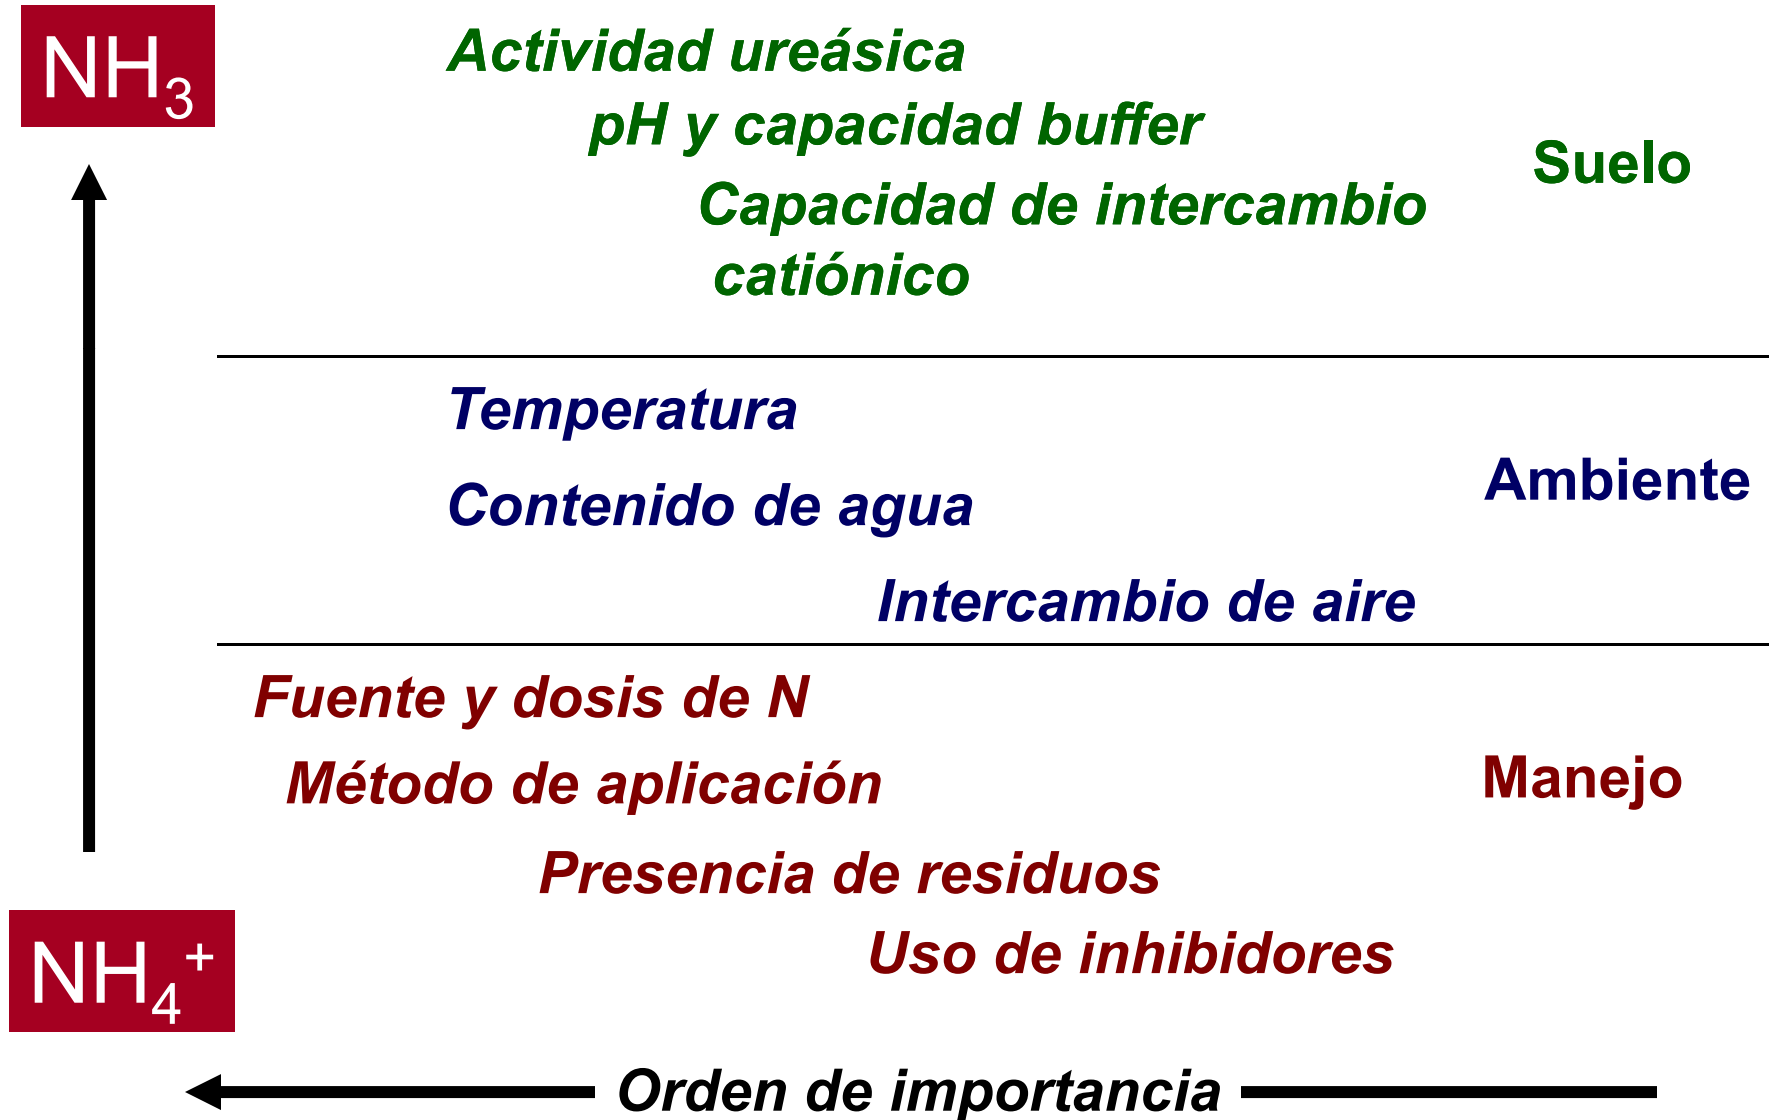 NH₃
Actividad ureásica
pH y capacidad buffer
Capacidad de intercambio
catiónico
Suelo
Temperatura
Contenido de agua
Intercambio de aire
Ambiente
Fuente y dosis de N
Método de aplicación
Presencia de residuos
Uso de inhibidores
Manejo
NH₄⁺
Orden de importancia